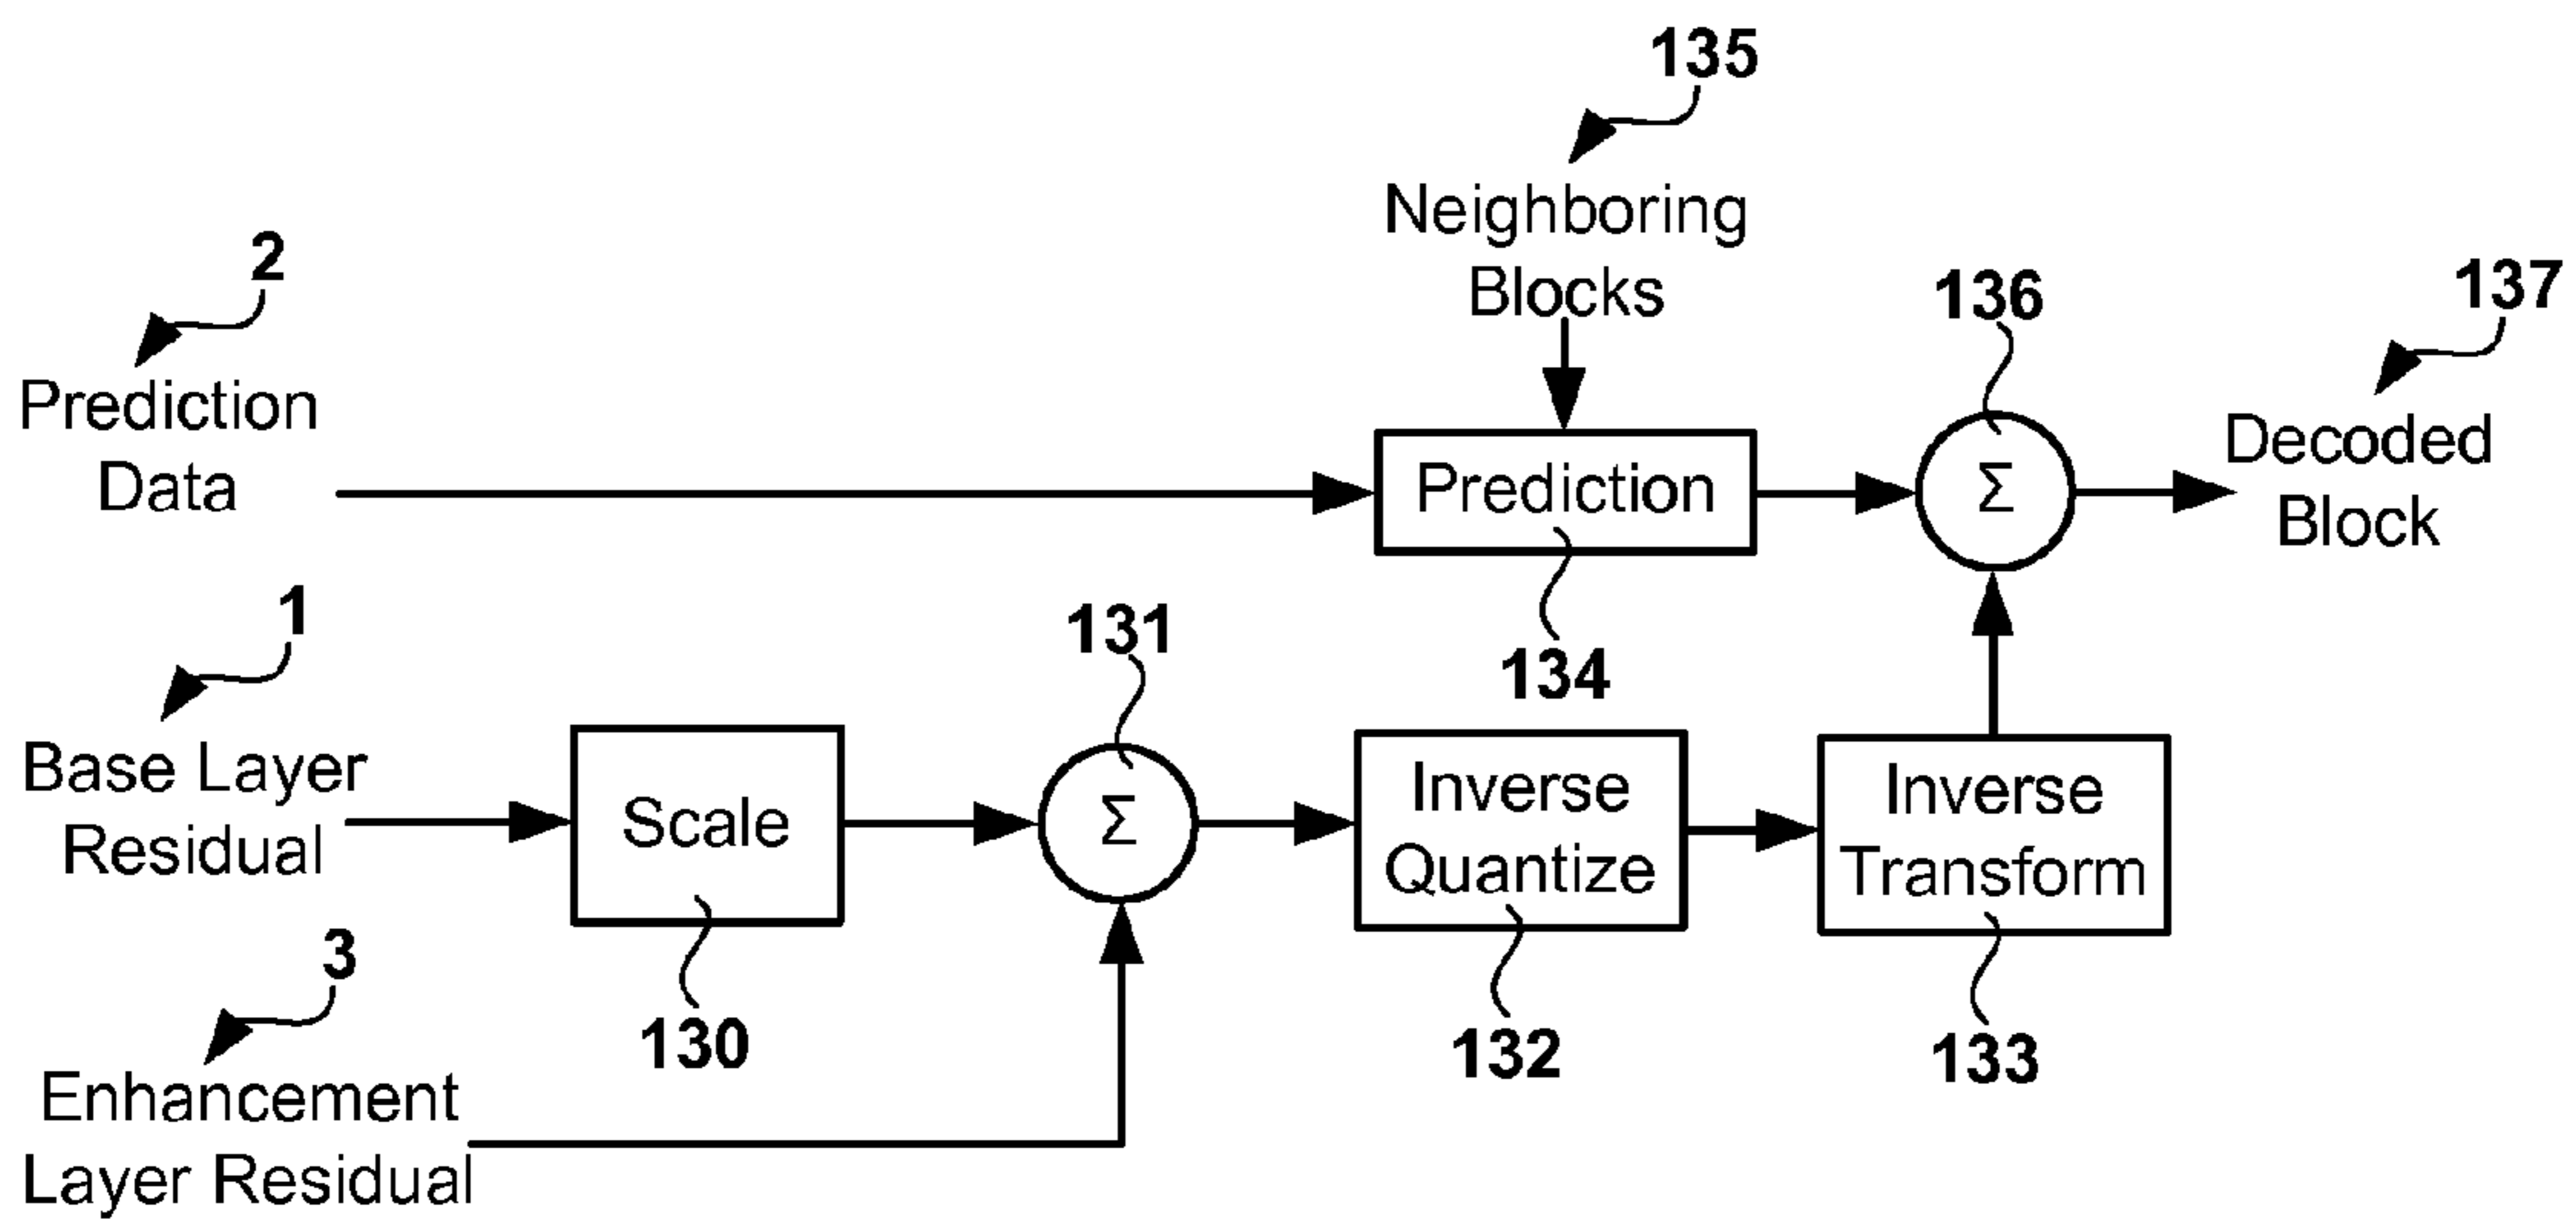 135
Neighboring
Blocks
2
Prediction
Data
136
137
Decoded
Block
Prediction
Σ
134
1
Base Layer
Residual
131
Scale
Σ
Inverse
Quantize
Inverse
Transform
130
132
133
3
Enhancement
Layer Residual